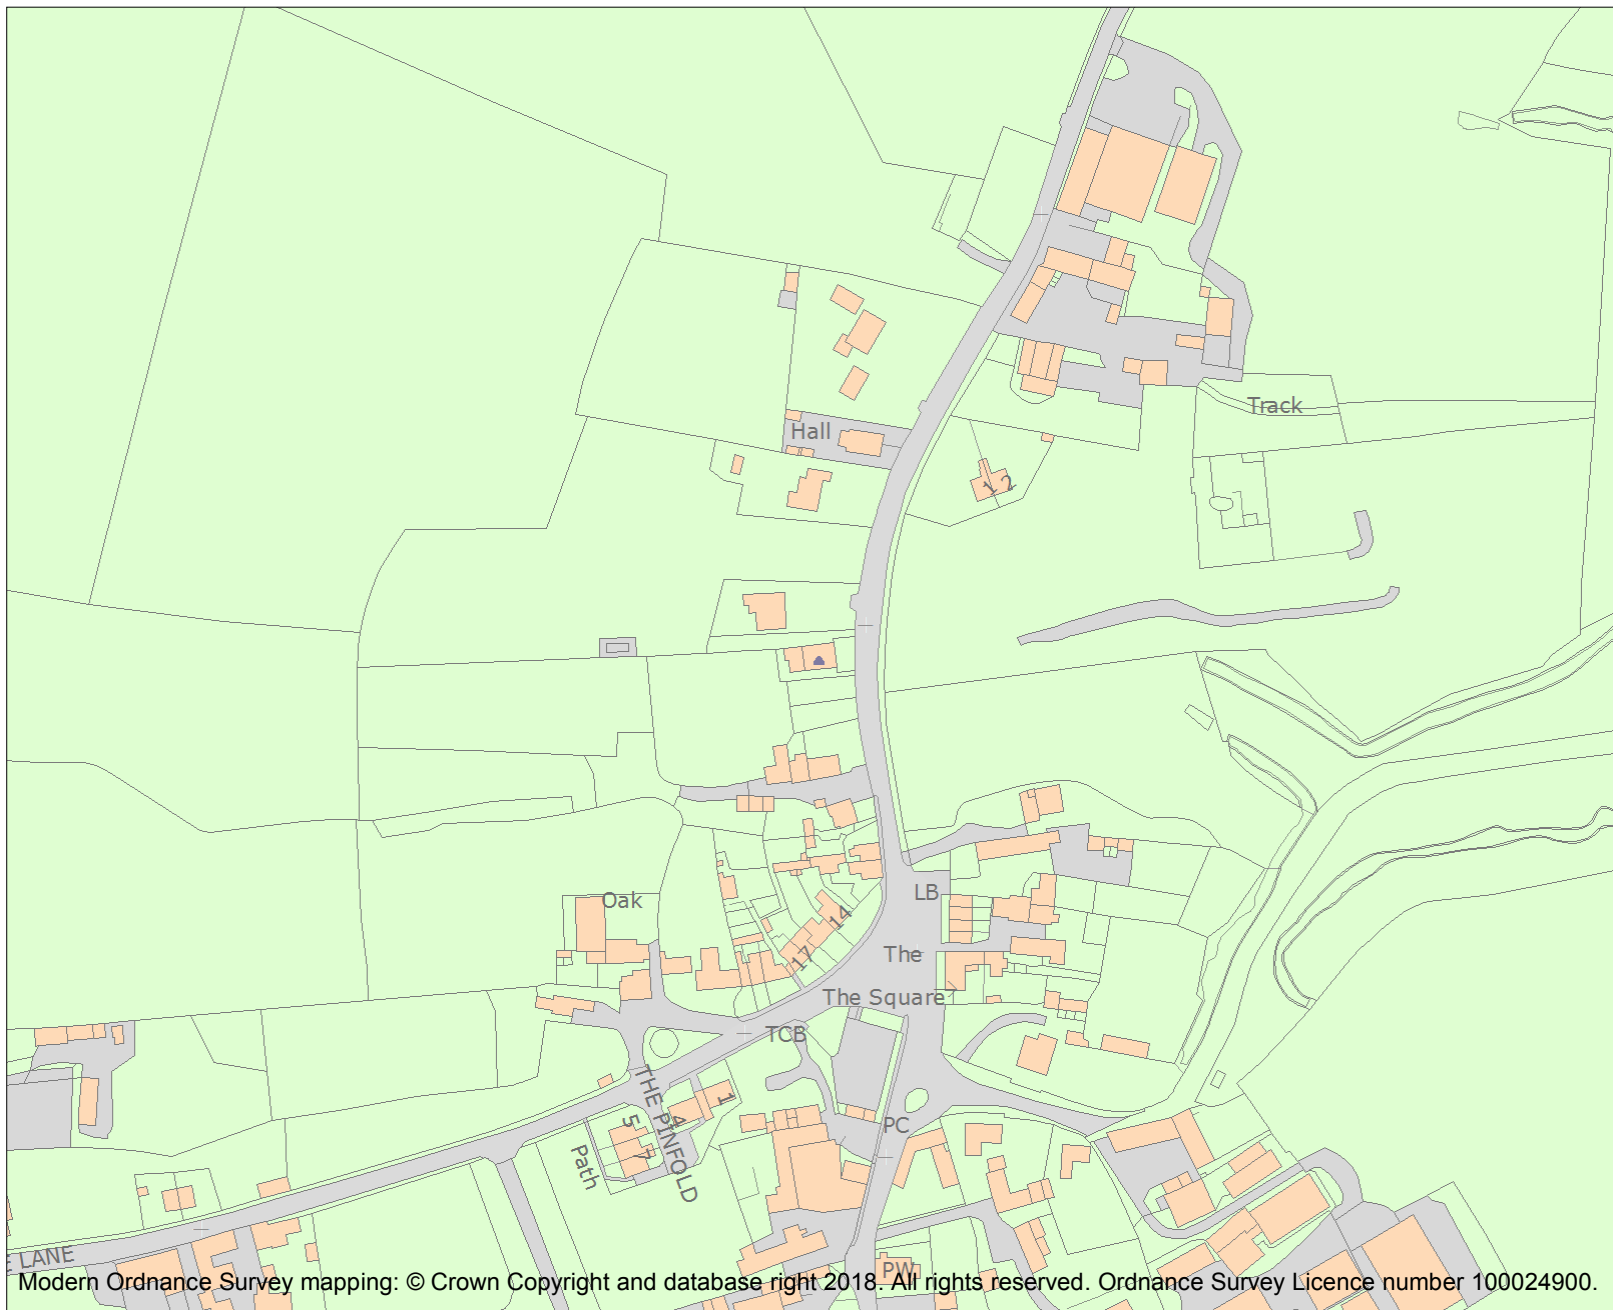 Track
Hall
1 2
Oak
LB
14
17
The
The Square
TCB
THE PINFOLD
1
4
5
7
Path
PC
E LANE
PW
Modern Ordnance Survey mapping: © Crown Copyright and database right 2018. All rights reserved. Ordnance Survey Licence number 100024900.